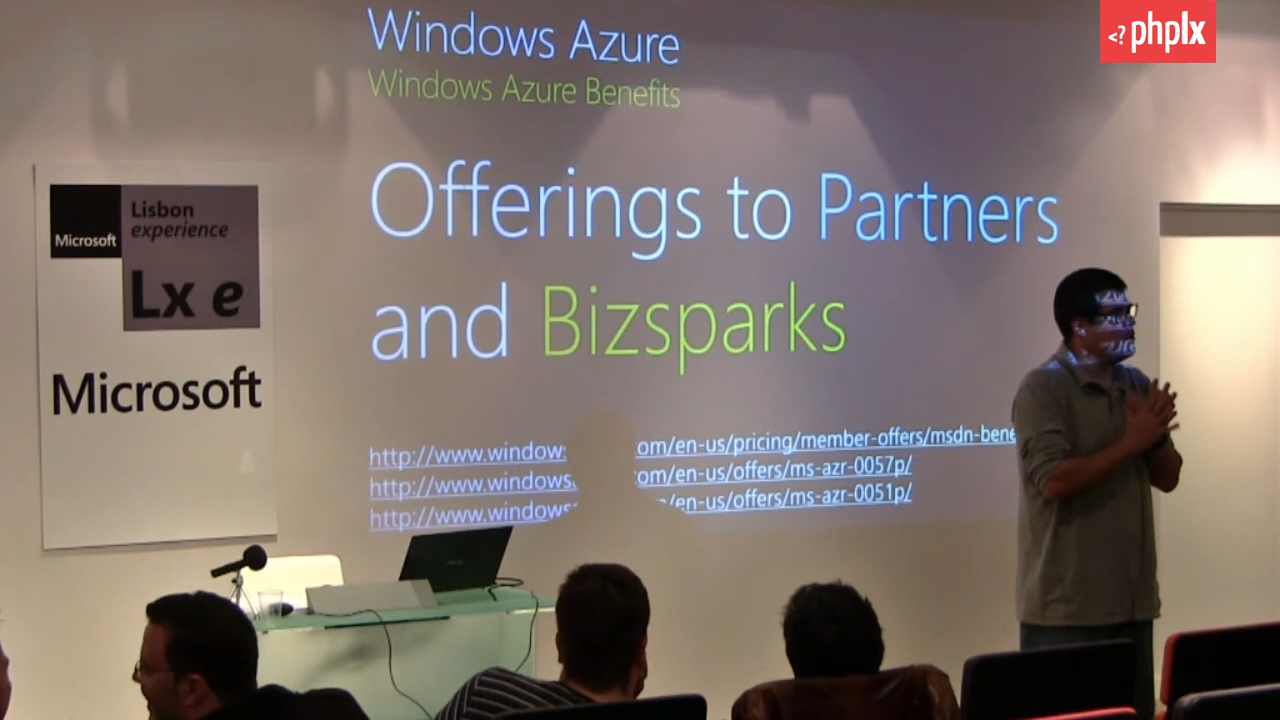 <? phplx
Windows Azure
Windows Azure Benefits
Offerings to Partners
and Bizsparks
http://www.windows om/en-us/pricing/member-offers/msdn-bene
http://www.windows. om/en-us/offers/ms-azr-0057p/
http://www.windows /en-us/offers/ms-azr-0051p/
Microsoft
Lisbon
experience
Lx e
Microsoft